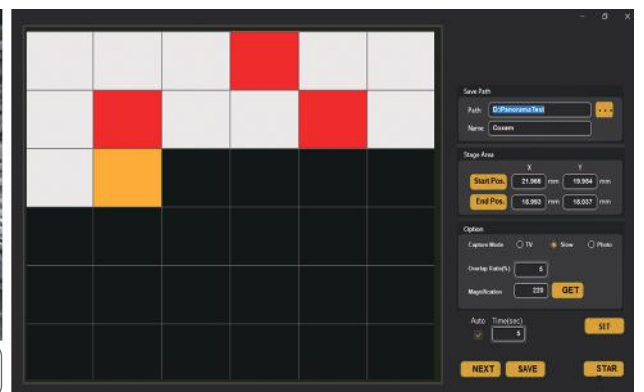 Save Path
Path D:\PanoramaTest ...
Name Coxem
Stage Area
X Y
Start Pos. 21.966 mm 19.984 mm
End Pos. 18.993 mm 18.037 mm
Option
Capture Mode TV Slow Photo
Overlap Ratio(%) 5
Magnification 220 GET
Auto Time(sec)
5 SET
NEXT SAVE STAR